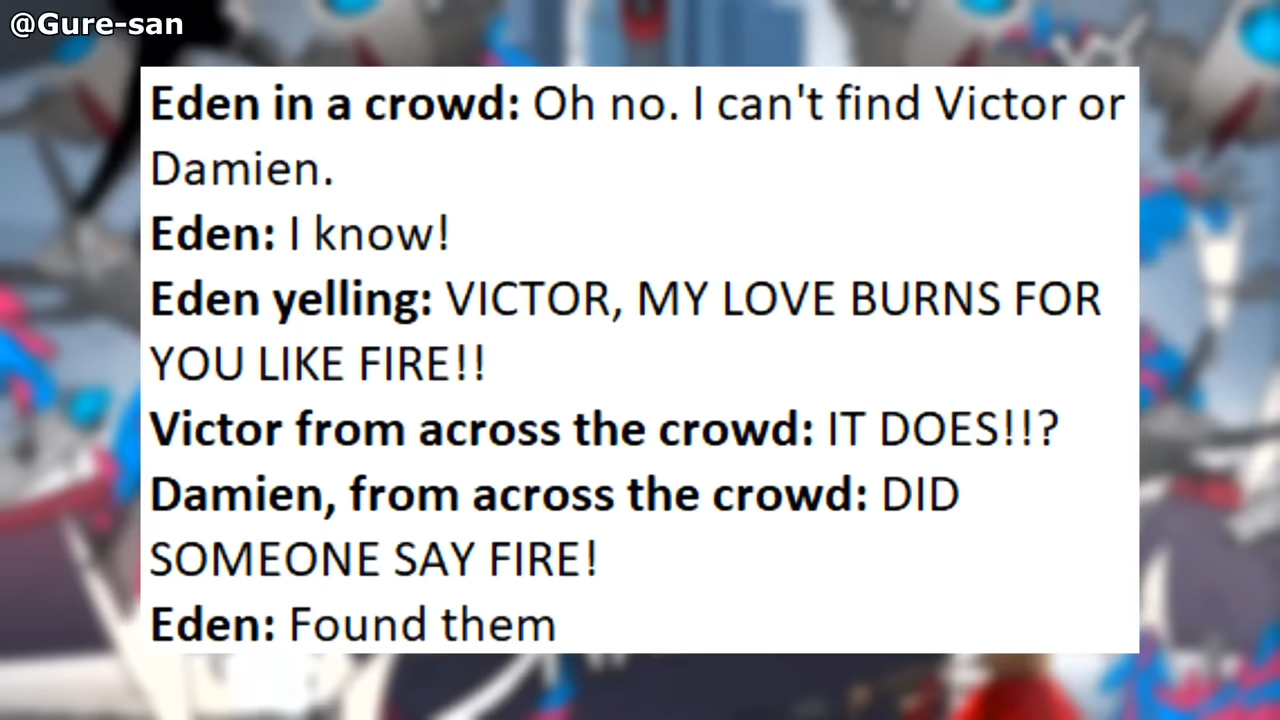 @Gure-san
Eden in a crowd: Oh no. I can't find Victor or
Damien.
Eden: I know!
Eden yelling: VICTOR, MY LOVE BURNS FOR
YOU LIKE FIRE!!
Victor from across the crowd: IT DOES!!?
Damien, from across the crowd: DID
SOMEONE SAY FIRE!
Eden: Found them